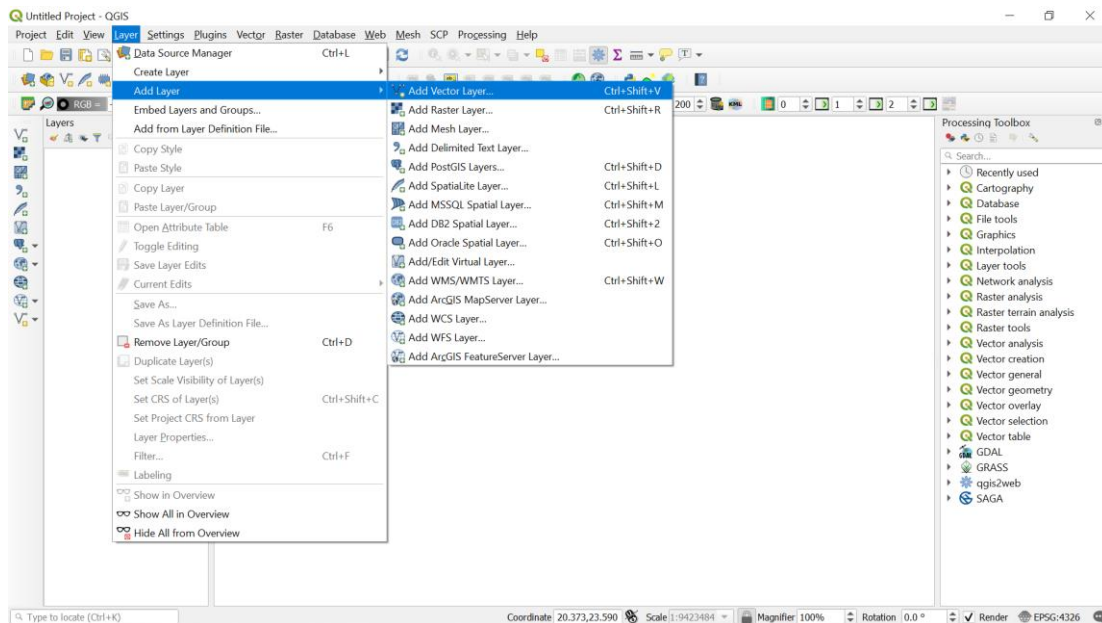 Untitled Project - QGIS
Project Edit View Layer Settings Plugins Vector Raster Database Web Mesh SCP Processing Help
Data Source Manager Ctrl+L
Create Layer
Add Layer
Embed Layers and Groups...
Add from Layer Definition File...
Copy Style
Paste Style
Copy Layer
Paste Layer/Group
Open Attribute Table F6
Toggle Editing
Save Layer Edits
Current Edits
Save As...
Save As Layer Definition File...
Remove Layer/Group Ctrl+D
Duplicate Layer(s)
Set Scale Visibility of Layer(s)
Set CRS of Layer(s) Ctrl+Shift+C
Set Project CRS from Layer
Layer Properties...
Filter... Ctrl+F
Labeling
Show in Overview
Show All in Overview
Hide All from Overview
Add Vector Layer... Ctrl+Shift+V
Add Raster Layer... Ctrl+Shift+R
Add Mesh Layer...
Add Delimited Text Layer...
Add PostGIS Layers... Ctrl+Shift+D
Add SpatiaLite Layer... Ctrl+Shift+L
Add MSSQL Spatial Layer... Ctrl+Shift+M
Add DB2 Spatial Layer... Ctrl+Shift+2
Add Oracle Spatial Layer... Ctrl+Shift+O
Add/Edit Virtual Layer...
Add WMS/WMTS Layer... Ctrl+Shift+W
Add ArcGIS MapServer Layer...
Add WCS Layer...
Add WFS Layer...
Add ArcGIS FeatureServer Layer...
RGB =
200 KML 0 1 2
Layers
Processing Toolbox
Search...
Recently used
Cartography
Database
File tools
Graphics
Interpolation
Layer tools
Network analysis
Raster analysis
Raster terrain analysis
Raster tools
Vector analysis
Vector creation
Vector general
Vector geometry
Vector overlay
Vector selection
Vector table
GDAL
GRASS
qgis2web
SAGA
Type to locate (Ctrl+K) Coordinate 20.373,23.590 Scale 1:9423484 Magnifier 100% Rotation 0.0 ° Render EPSG:4326